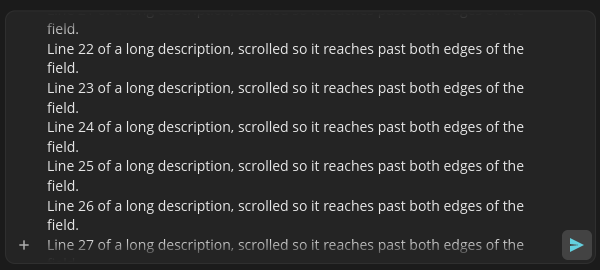 field.
Line 22 of a long description, scrolled so it reaches past both edges of the
field.
Line 23 of a long description, scrolled so it reaches past both edges of the
field.
Line 24 of a long description, scrolled so it reaches past both edges of the
field.
Line 25 of a long description, scrolled so it reaches past both edges of the
field.
Line 26 of a long description, scrolled so it reaches past both edges of the
field.
Line 27 of a long description, scrolled so it reaches past both edges of the